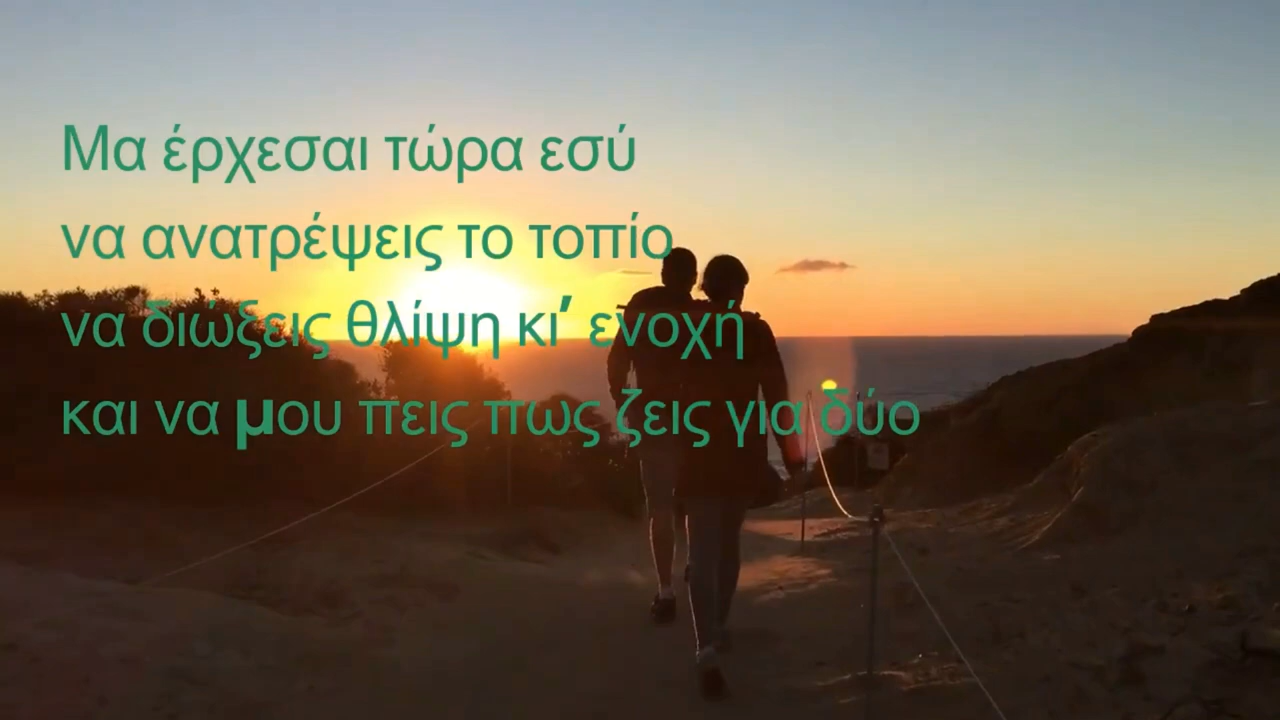 Μα έρχεσαι τώρα εσύ
να ανατρέψεις το τοπίο
να διώξεις θλίψη κι’ ενοχή
και να μου πεις πως ζεις για δύο